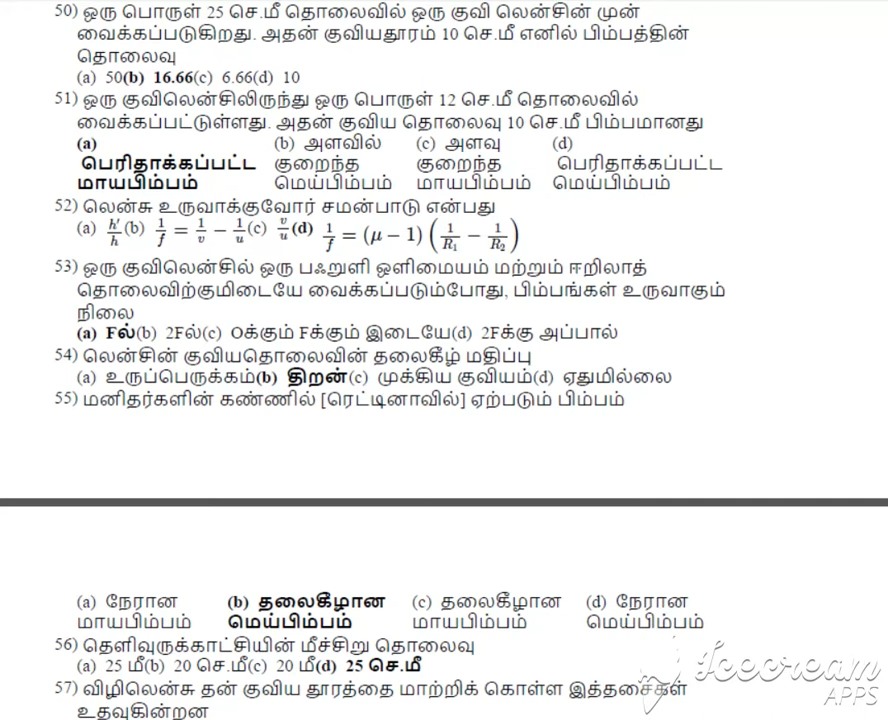 50) ஒரு பொருள் 25 செ.மீ தொலைவில் ஒரு குவி லென்சின் முன்
வைக்கப்படுகிறது. அதன் குவியதூரம் 10 செ.மீ எனில் பிம்பத்தின்
தொலைவு
(a) 50(b) 16.66(c) 6.66(d) 10
51) ஒரு குவிலென்சிலிருந்து ஒரு பொருள் 12 செ.மீ தொலைவில்
வைக்கப்பட்டுள்ளது. அதன் குவிய தொலைவு 10 செ.மீ பிம்பமானது
(a) (b) அளவில் (c) அளவு (d)
பெரிதாக்கப்பட்ட குறைந்த குறைந்த பெரிதாக்கப்பட்ட
மாயபிம்பம் மெய்பிம்பம் மாயபிம்பம் மெய்பிம்பம்
52) லென்சு உருவாக்குவோர் சமன்பாடு என்பது
(a) h'/h(b) 1/f = 1/v − 1/u(c) v/u(d) 1/f = (μ − 1) (1/R₁ − 1/R₂)
53) ஒரு குவிலென்சில் ஒரு பஃறுளி ஒளிமையம் மற்றும் ஈறிலாத்
தொலைவிற்குமிடையே வைக்கப்படும்போது, பிம்பங்கள் உருவாகும்
நிலை
(a) Fல்(b) 2Fல்(c) Oக்கும் Fக்கும் இடையே(d) 2Fக்கு அப்பால்
54) லென்சின் குவியதொலைவின் தலைகீழ் மதிப்பு
(a) உருப்பெருக்கம்(b) திறன்(c) முக்கிய குவியம்(d) ஏதுமில்லை
55) மனிதர்களின் கண்ணில் [ரெட்டினாவில்] ஏற்படும் பிம்பம்
(a) நேரான (b) தலைகீழான (c) தலைகீழான (d) நேரான
மாயபிம்பம் மெய்பிம்பம் மாயபிம்பம் மெய்பிம்பம்
56) தெளிவுருக்காட்சியின் மீச்சிறு தொலைவு
(a) 25 மீ(b) 20 செ.மீ(c) 20 மீ(d) 25 செ.மீ
57) விழிலென்சு தன் குவிய தூரத்தை மாற்றிக் கொள்ள இத்தசைகள்
உதவுகின்றன
Icecream
APPS